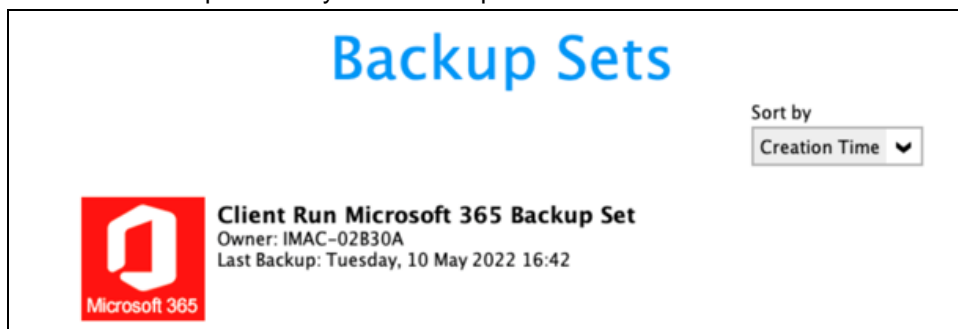 Backup Sets
Sort by
Creation Time
Client Run Microsoft 365 Backup Set
Owner: IMAC-02B30A
Last Backup: Tuesday, 10 May 2022 16:42
Microsoft 365